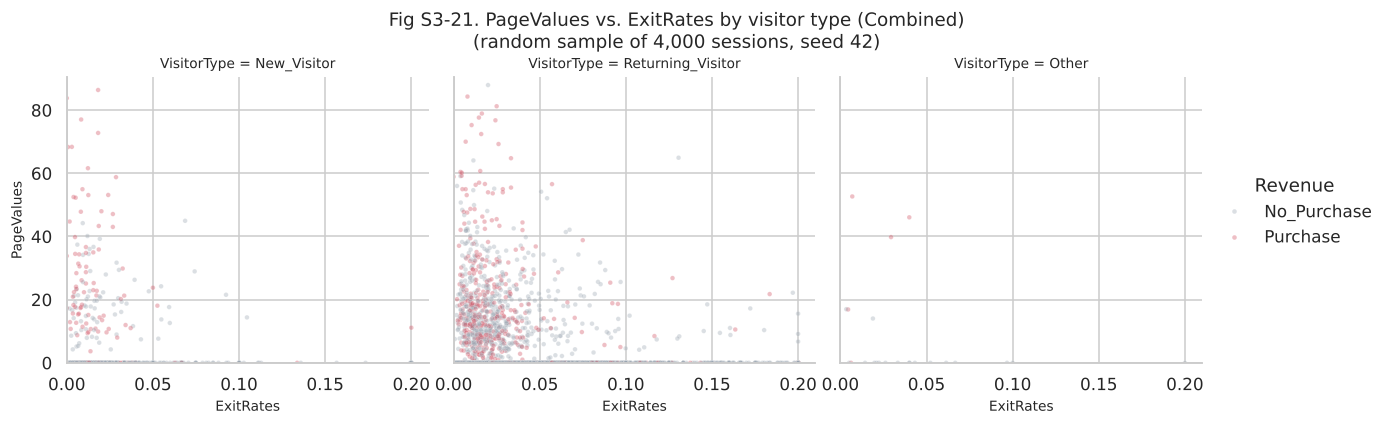 Fig S3-21. PageValues vs. ExitRates by visitor type (Combined)
(random sample of 4,000 sessions, seed 42)
VisitorType = New_Visitor
VisitorType = Returning_Visitor
VisitorType = Other
PageValues
80
60
40
20
0
0.00 0.05 0.10 0.15 0.20
0.00 0.05 0.10 0.15 0.20
0.00 0.05 0.10 0.15 0.20
ExitRates
ExitRates
ExitRates
Revenue
No_Purchase
Purchase